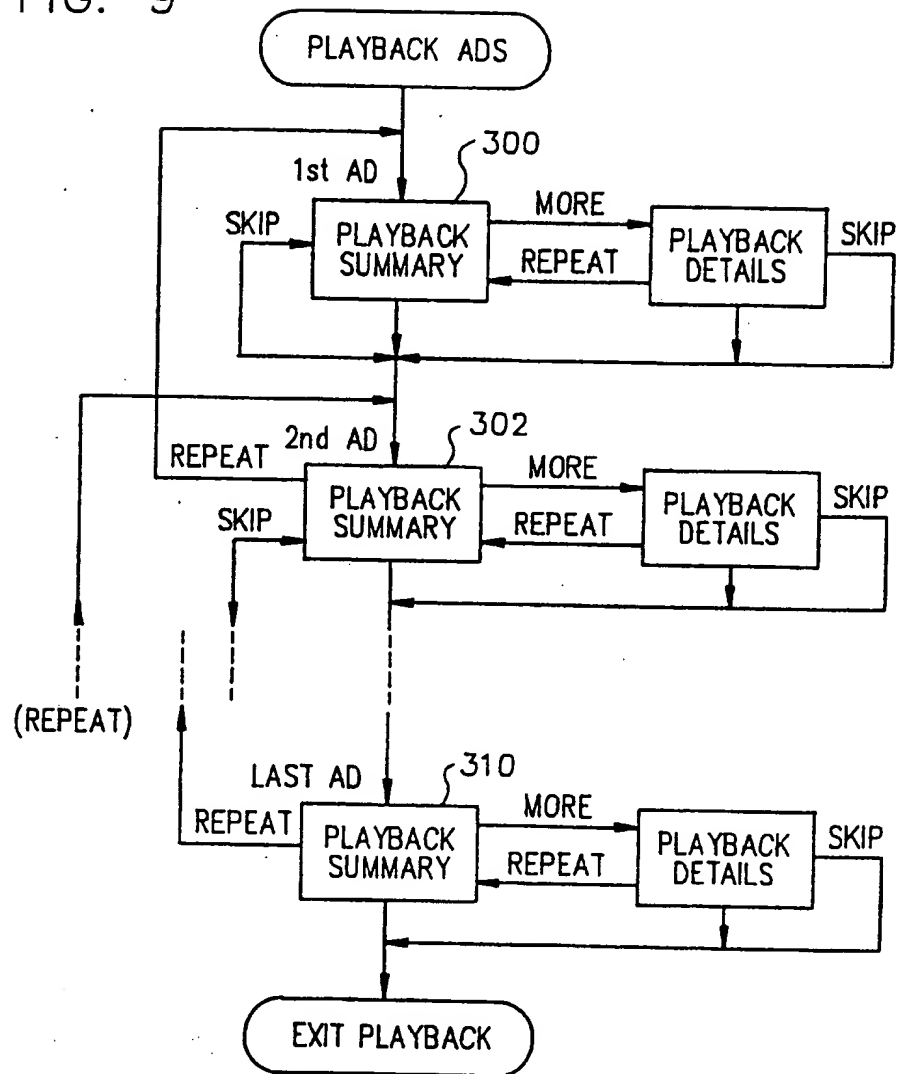 FIG. 9
PLAYBACK ADS
300
1st AD
SKIP
PLAYBACK
SUMMARY
MORE
REPEAT
PLAYBACK
DETAILS
SKIP
302
2nd AD
REPEAT
SKIP
PLAYBACK
SUMMARY
MORE
REPEAT
PLAYBACK
DETAILS
SKIP
(REPEAT)
310
LAST AD
REPEAT
PLAYBACK
SUMMARY
MORE
REPEAT
PLAYBACK
DETAILS
SKIP
EXIT PLAYBACK